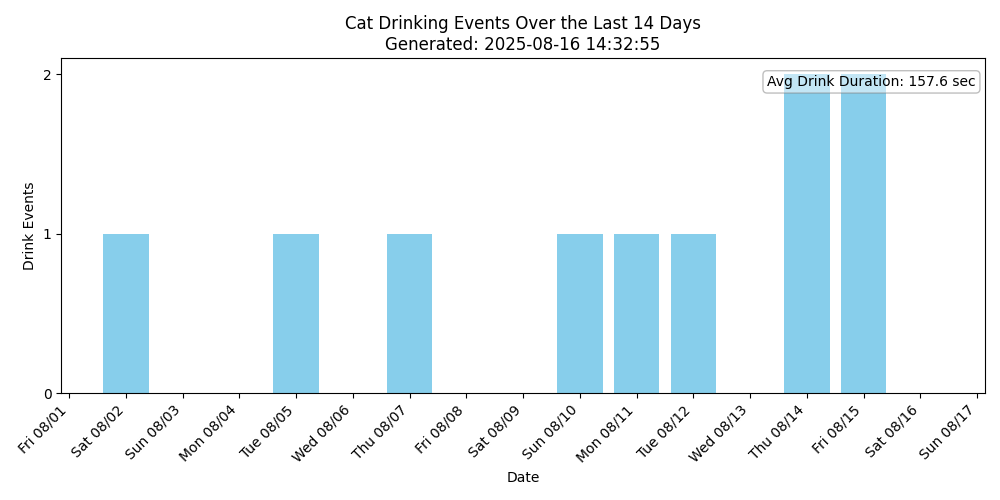 Cat Drinking Events Over the Last 14 Days
Generated: 2025-08-16 14:32:55
Avg Drink Duration: 157.6 sec
Drink Events
2
1
0
Fri 08/01
Sat 08/02
Sun 08/03
Mon 08/04
Tue 08/05
Wed 08/06
Thu 08/07
Fri 08/08
Sat 08/09
Sun 08/10
Mon 08/11
Tue 08/12
Wed 08/13
Thu 08/14
Fri 08/15
Sat 08/16
Sun 08/17
Date